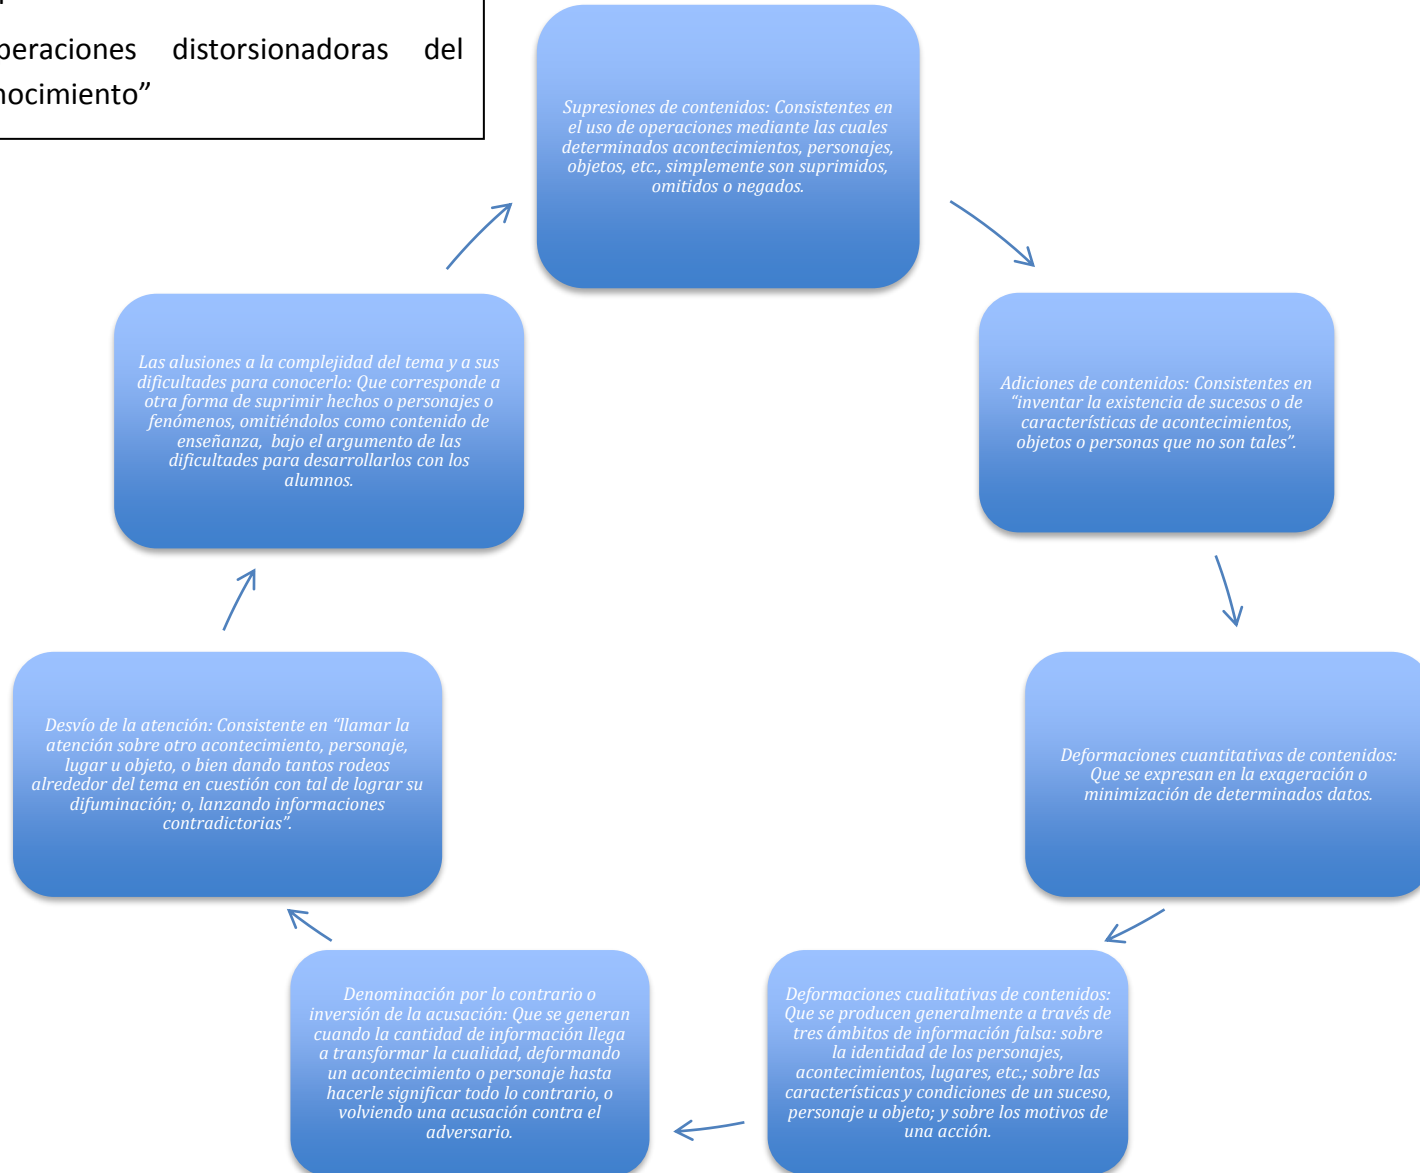 distorsionadoras del
Supresiones de contenidos: Consistentes en
el uso de operaciones mediante las cuales
determinados acontecimientos, personajes,
objetos, etc., simplemente son suprimidos,
omitidos o negados.
Adiciones de contenidos: Consistentes en
“inventar la existencia de sucesos o de
características de acontecimientos,
objetos o personas que no son tales”.
Deformaciones cuantitativas de contenidos:
Que se expresan en la exageración o
minimización de determinados datos.
Deformaciones cualitativas de contenidos:
Que se producen generalmente a través de
tres ámbitos de información falsa: sobre
la identidad de los personajes,
acontecimientos, lugares, etc.; sobre las
características y condiciones de un suceso,
personaje u objeto; y sobre los motivos de
una acción.
Denominación por lo contrario o
inversión de la acusación: Que se generan
cuando la cantidad de información llega
a transformar la cualidad, deformando
un acontecimiento o personaje hasta
hacerle significar todo lo contrario, o
volviendo una acusación contra el
adversario.
Desvío de la atención: Consistente en “llamar la
atención sobre otro acontecimiento, personaje,
lugar u objeto, o bien dando tantos rodeos
alrededor del tema en cuestión con tal de lograr su
difuminación; o, lanzando informaciones
contradictorias”.
Las alusiones a la complejidad del tema y a sus
dificultades para conocerlo: Que corresponde a
otra forma de suprimir hechos o personajes o
fenómenos, omitiéndolos como contenido de
enseñanza, bajo el argumento de las
dificultades para desarrollarlos con los
alumnos.